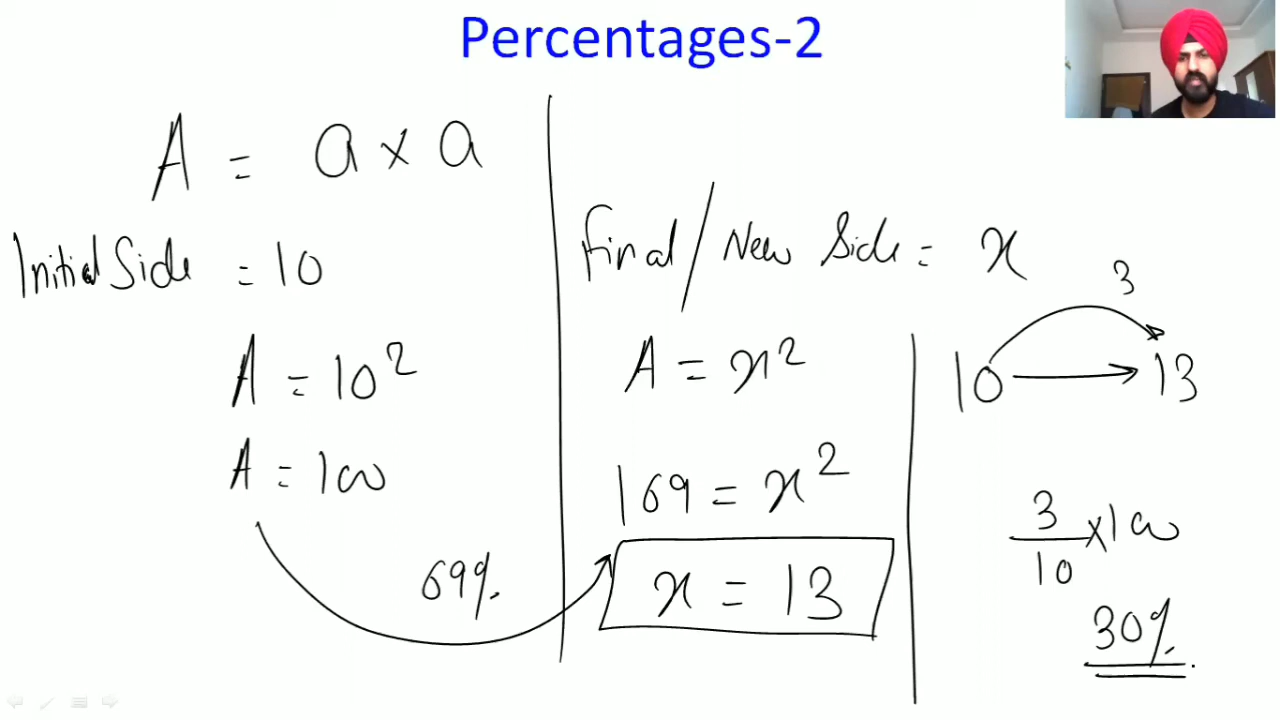 Percentages-2
A = a × a
Initial Side = 10
A = 10²
A = 100
69%.
Final / New Side = x
A = x²
169 = x²
x = 13
3
10 → 13
3/10 × 100
30%.